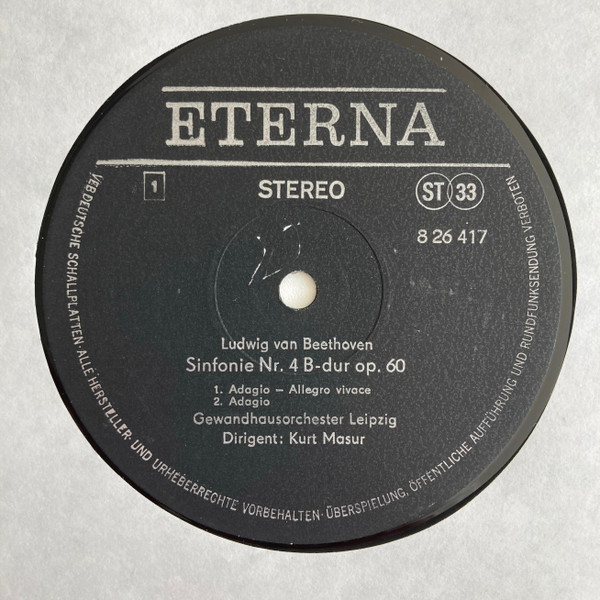 ETERNA
1
STEREO
ST 33
8 26 417
Ludwig van Beethoven
Sinfonie Nr. 4 B-dur op. 60
1. Adagio – Allegro vivace
2. Adagio
Gewandhausorchester Leipzig
Dirigent: Kurt Masur
VEB DEUTSCHE SCHALLPLATTEN · ALLE HERSTELLER- UND URHEBERRECHTE VORBEHALTEN · ÜBERSPIELUNG, ÖFFENTLICHE AUFFÜHRUNG UND RUNDFUNKSENDUNG VERBOTEN